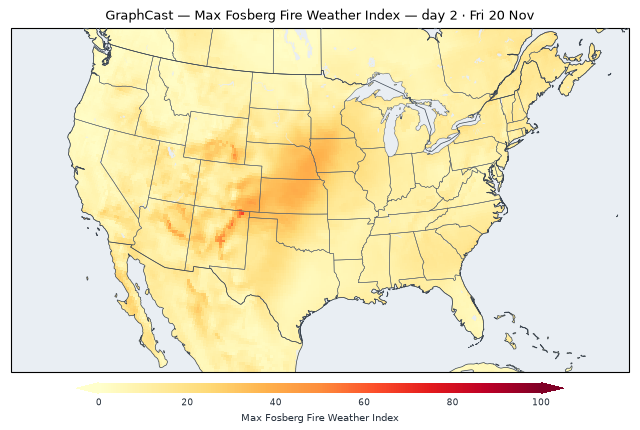 GraphCast — Max Fosberg Fire Weather Index — day 2 · Fri 20 Nov
0 20 40 60 80 100
Max Fosberg Fire Weather Index